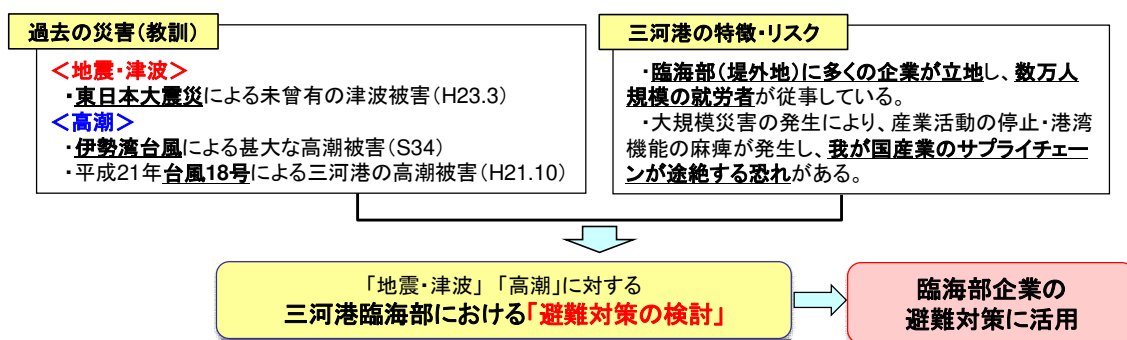 過去の災害(教訓)
<地震・津波>
・東日本大震災による未曾有の津波被害(H23.3)
<高潮>
・伊勢湾台風による甚大な高潮被害(S34)
・平成21年台風18号による三河港の高潮被害(H21.10)
三河港の特徴・リスク
・臨海部(堤外地)に多くの企業が立地し、数万人
規模の就労者が従事している。
・大規模災害の発生により、産業活動の停止・港湾
機能の麻痺が発生し、我が国産業のサプライチェー
ンが途絶する恐れがある。
「地震・津波」「高潮」に対する
三河港臨海部における「避難対策の検討」
臨海部企業の
避難対策に活用